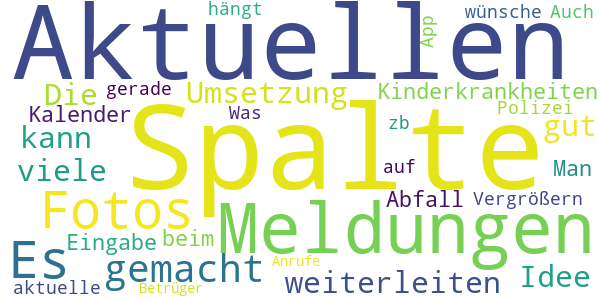 hängt
wünsche
Auch
Aktuellen
App
Die
gerade
Umsetzung
Kinderkrankheiten
Kalender
Was
Polizei
Spalte
zb
gut
kann
viele
auf
Man
Abfall
Vergrößern
Fotos
Meldungen
Es
Eingabe
beim
gemacht
Anrufe
weiterleiten
Idee
aktuelle
Betrüger